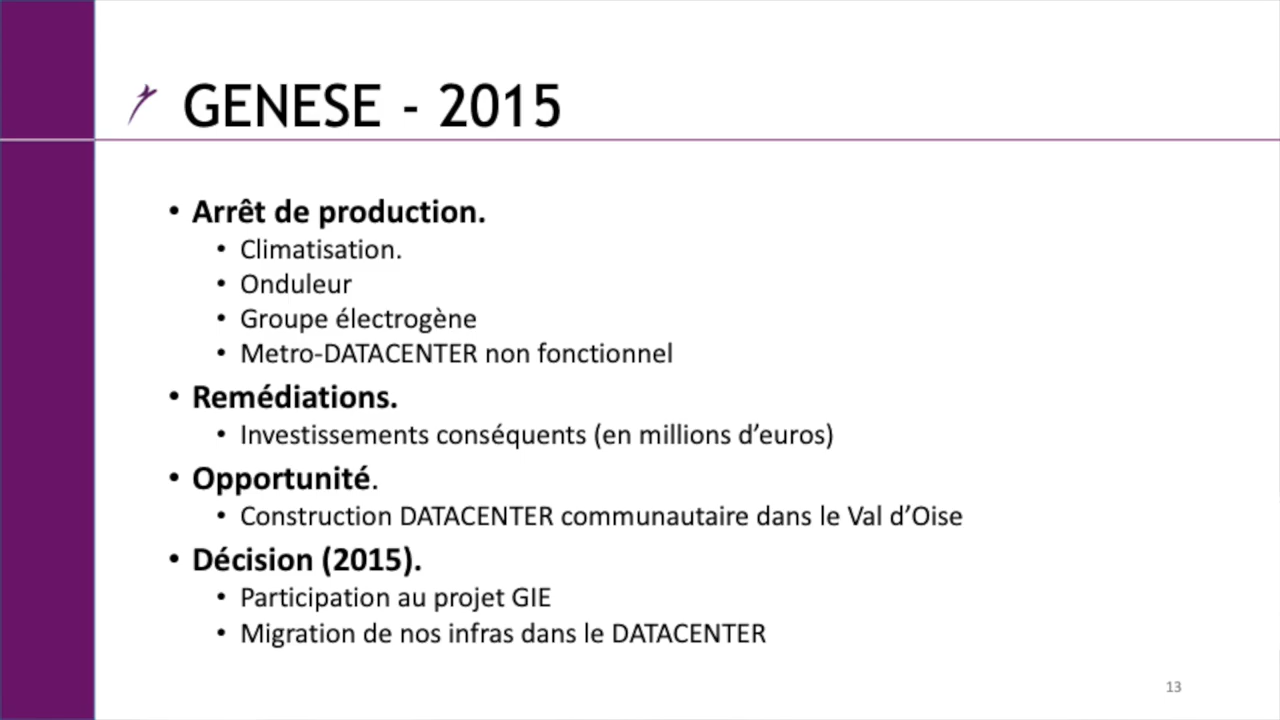 GENESE - 2015
• Arrêt de production.
• Climatisation.
• Onduleur
• Groupe électrogène
• Metro-DATACENTER non fonctionnel
• Remédiations.
• Investissements conséquents (en millions d’euros)
• Opportunité.
• Construction DATACENTER communautaire dans le Val d’Oise
• Décision (2015).
• Participation au projet GIE
• Migration de nos infras dans le DATACENTER
13